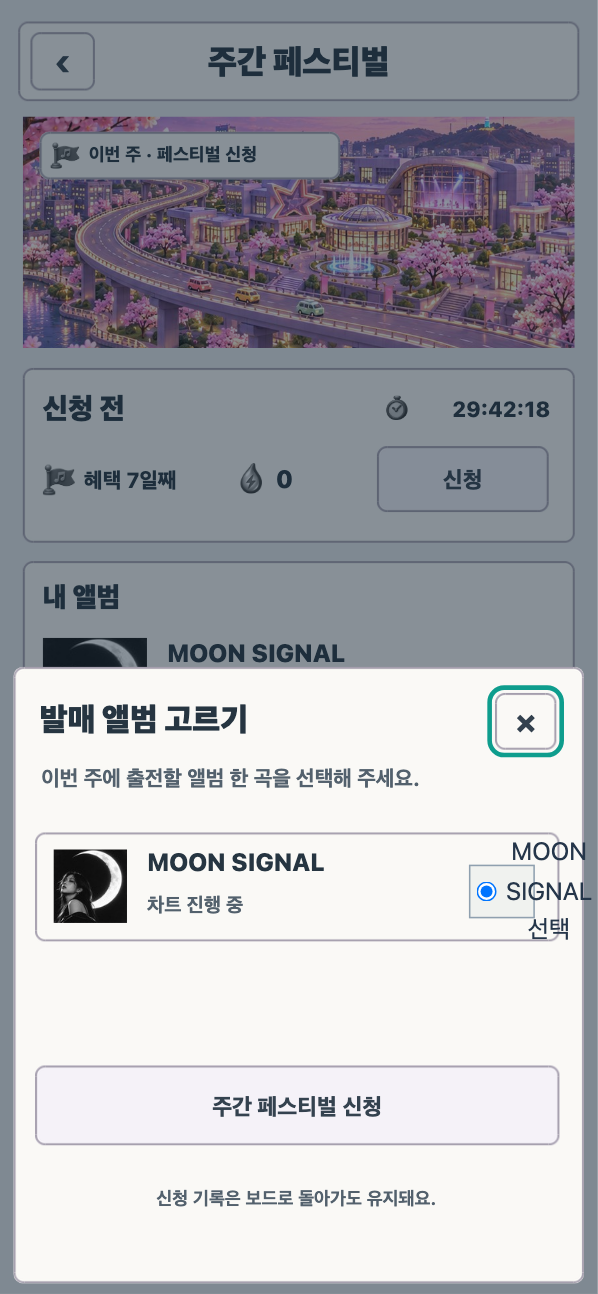 ‹
주간 페스티벌
이번 주 · 페스티벌 신청
신청 전
29:42:18
혜택 7일째
0
신청
내 앨범
MOON SIGNAL
발매 앨범 고르기
×
이번 주에 출전할 앨범 한 곡을 선택해 주세요.
MOON SIGNAL
차트 진행 중
MOON
SIGNAL
선택
주간 페스티벌 신청
신청 기록은 보드로 돌아가도 유지돼요.